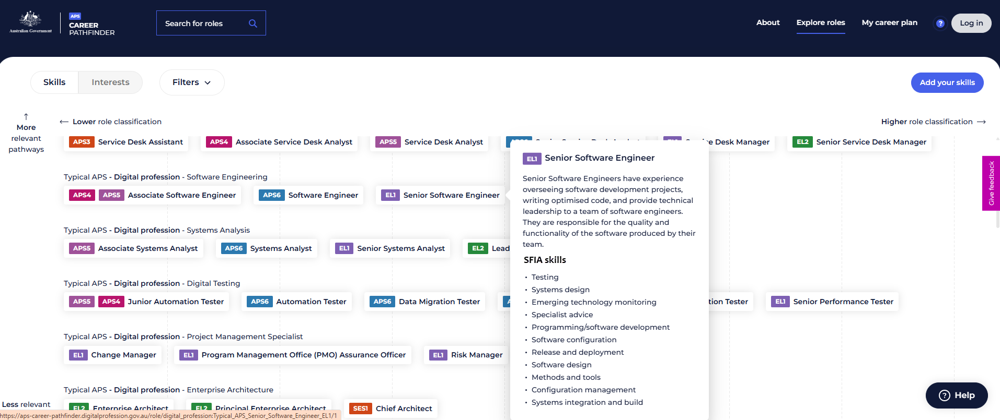 Australian Government
APS
CAREER
PATHFINDER
Search for roles
About
Explore roles
My career plan
?
Log in
Skills
Interests
Filters
Add your skills
↑
More
relevant
pathways
← Lower role classification
Higher role classification →
APS3 Service Desk Assistant
APS4 Associate Service Desk Analyst
APS5 Service Desk Analyst
Desk Manager
EL2 Senior Service Desk Manager
Typical APS - Digital profession - Software Engineering
APS4 APS5 Associate Software Engineer
APS6 Software Engineer
EL1 Senior Software Engineer
Typical APS - Digital profession - Systems Analysis
APS5 Associate Systems Analyst
APS6 Systems Analyst
EL1 Senior Systems Analyst
EL2 Lead
Typical APS - Digital profession - Digital Testing
APS5 APS4 Junior Automation Tester
APS6 Automation Tester
APS6 Data Migration Tester
tion Tester
EL1 Senior Performance Tester
Typical APS - Digital profession - Project Management Specialist
EL1 Change Manager
EL1 Program Management Office (PMO) Assurance Officer
EL1 Risk Manager
Typical APS - Digital profession - Enterprise Architecture
EL2 Enterprise Architect
EL2 Principal Enterprise Architect
SES1 Chief Architect
Less relevant
https://aps-career-pathfinder.digitalprofession.gov.au/role/digital_profession:Typical_APS_Senior_Software_Engineer_EL1/1
EL1 Senior Software Engineer
Senior Software Engineers have experience
overseeing software development projects,
writing optimised code, and provide technical
leadership to a team of software engineers.
They are responsible for the quality and
functionality of the software produced by their
team.
SFIA skills
• Testing
• Systems design
• Emerging technology monitoring
• Specialist advice
• Programming/software development
• Software configuration
• Release and deployment
• Software design
• Methods and tools
• Configuration management
• Systems integration and build
Give feedback
? Help